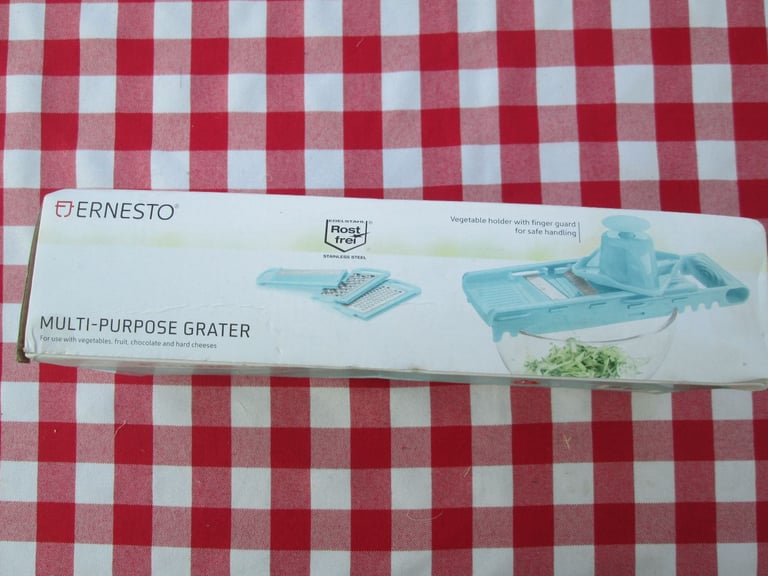 ERNESTO®
EDELSTAHL®
Rost
frei
STAINLESS STEEL
Vegetable holder with finger guard
for safe handling
MULTI-PURPOSE GRATER
For use with vegetables, fruit, chocolate and hard cheeses